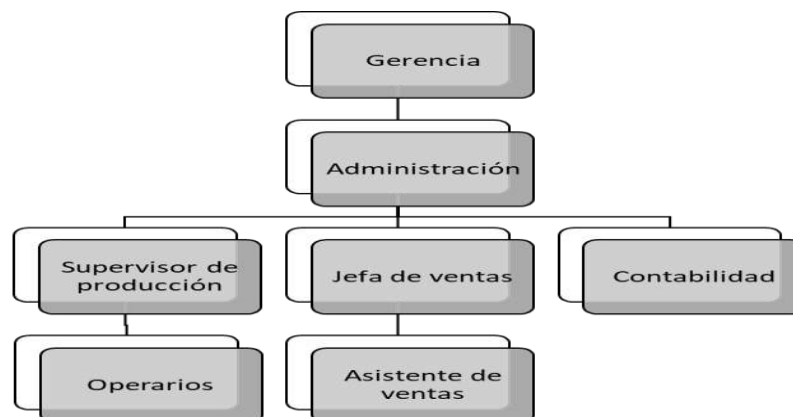 Gerencia
Administración
Supervisor de
producción
Jefa de ventas
Contabilidad
Operarios
Asistente de
ventas